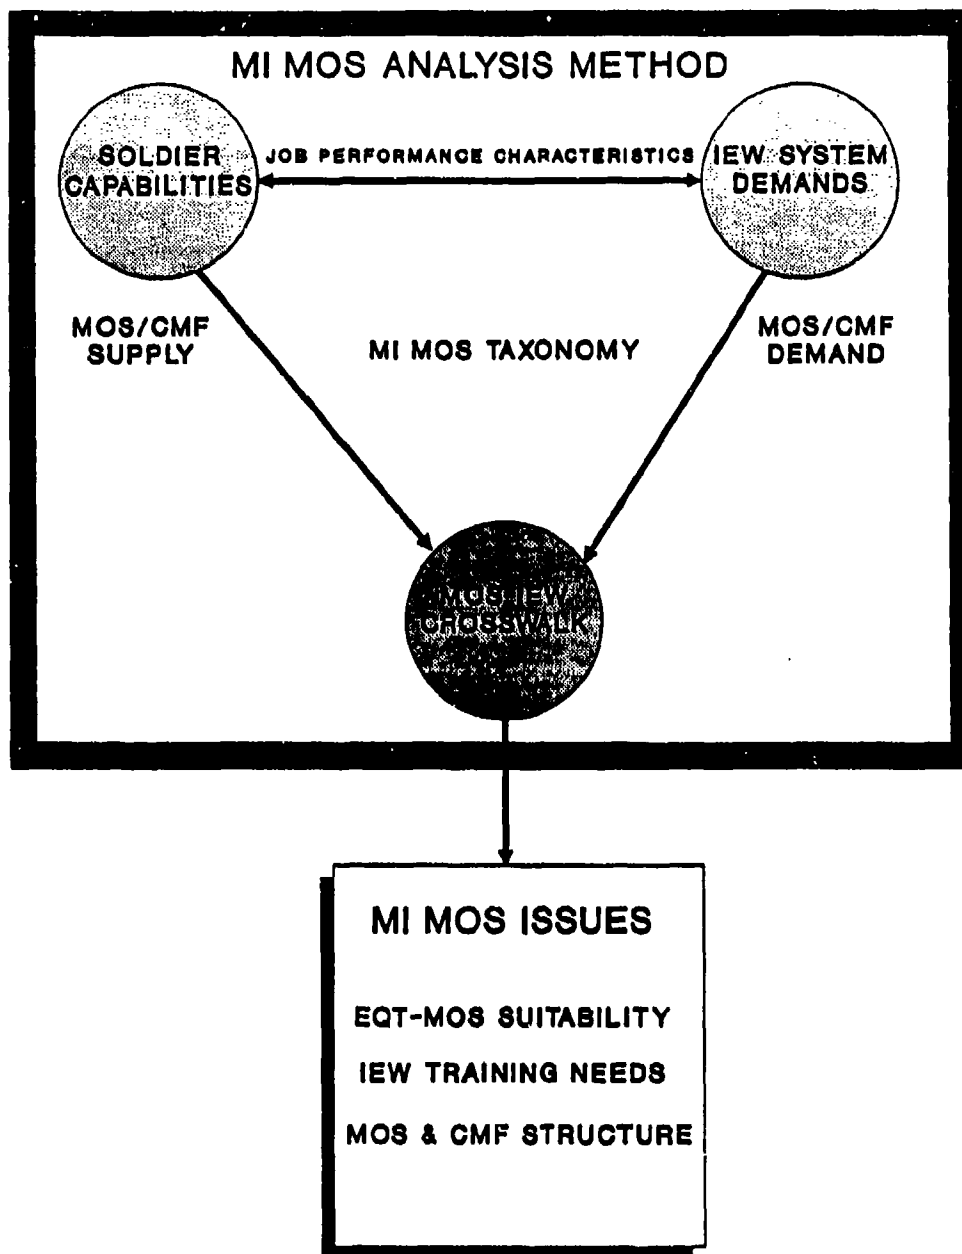 MI MOS ANALYSIS METHOD
SOLDIER
CAPABILITIES
JOB PERFORMANCE CHARACTERISTICS
IEW SYSTEM
DEMANDS
MOS/CMF
SUPPLY
MI MOS TAXONOMY
MOS/CMF
DEMAND
MOS-IEW
CROSSWALK
MI MOS ISSUES
EQT-MOS SUITABILITY
IEW TRAINING NEEDS
MOS & CMF STRUCTURE